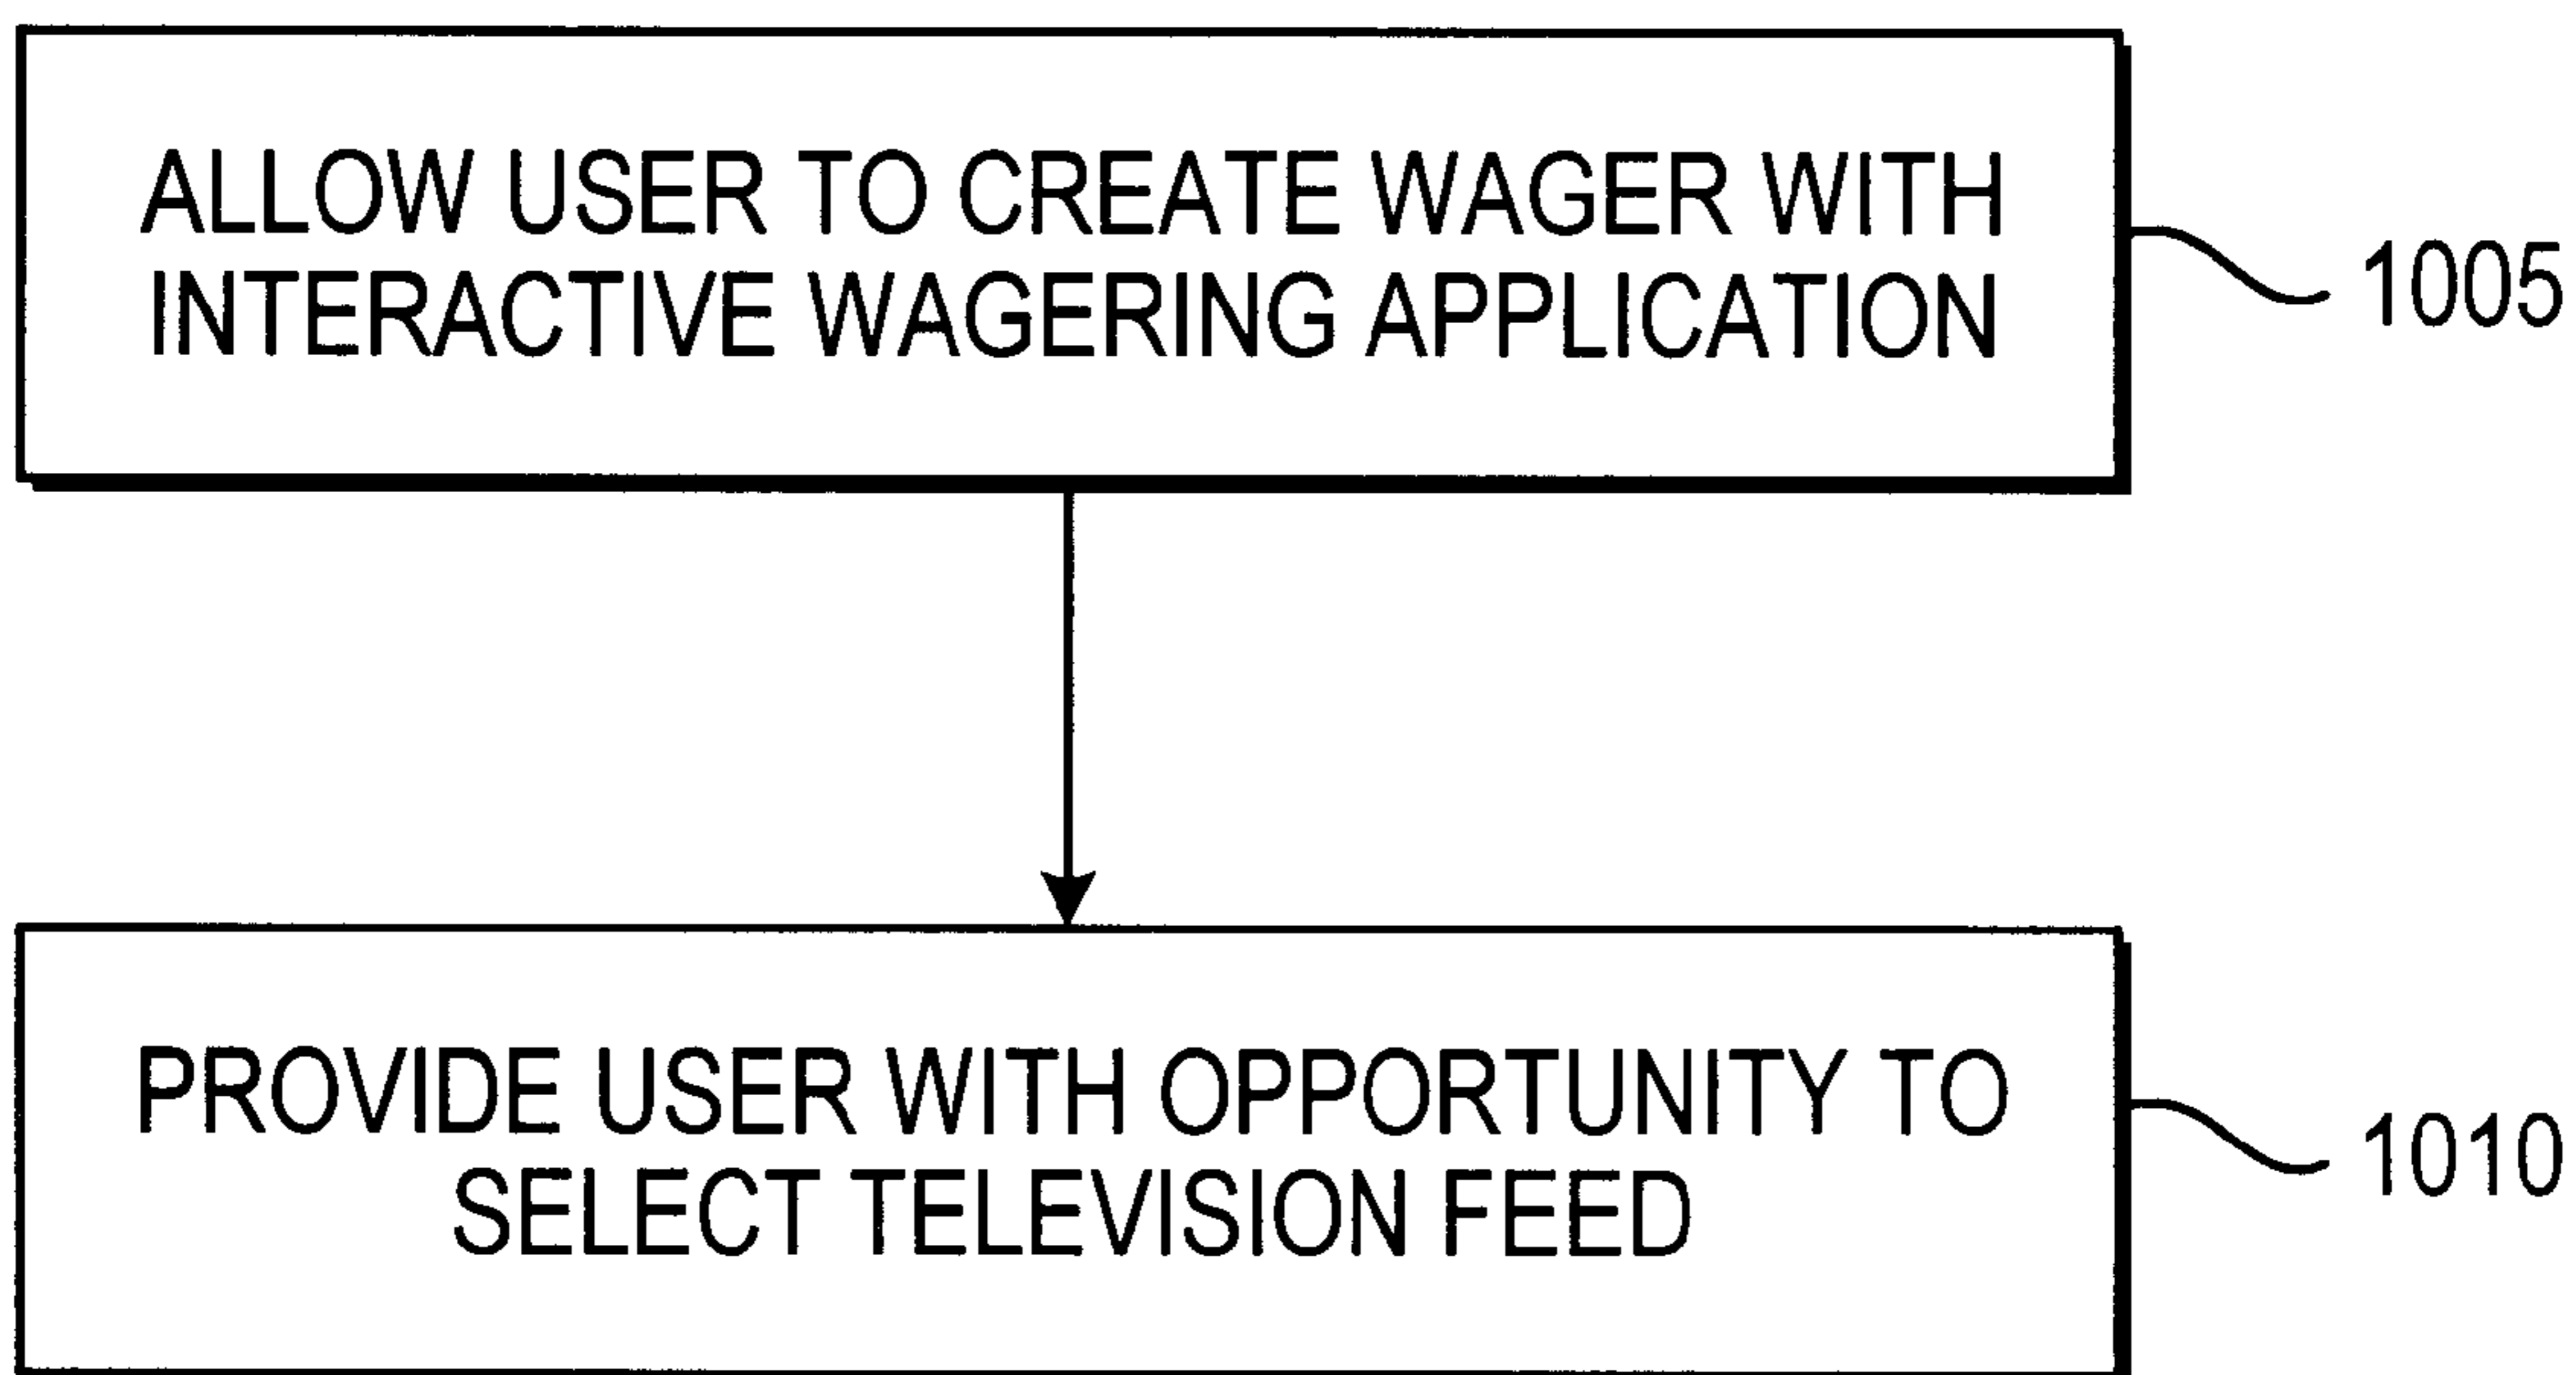 ALLOW USER TO CREATE WAGER WITH
INTERACTIVE WAGERING APPLICATION
1005
PROVIDE USER WITH OPPORTUNITY TO
SELECT TELEVISION FEED
1010